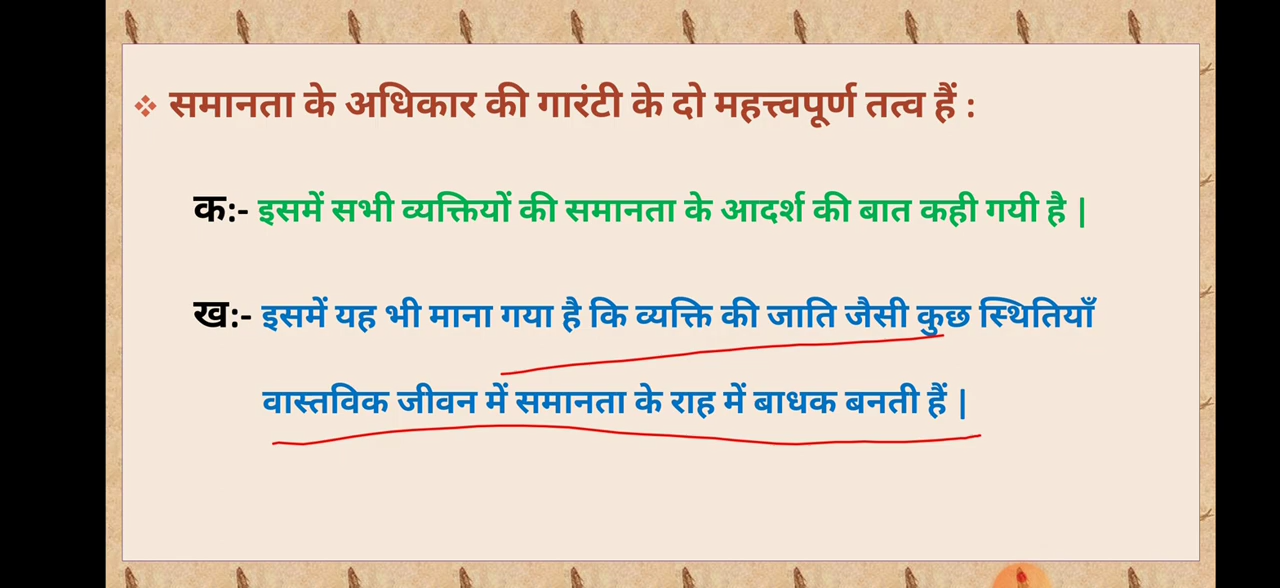 ❖ समानता के अधिकार की गारंटी के दो महत्त्वपूर्ण तत्व हैं :
क:- इसमें सभी व्यक्तियों की समानता के आदर्श की बात कही गयी है |
ख:- इसमें यह भी माना गया है कि व्यक्ति की जाति जैसी कुछ स्थितियाँ
वास्तविक जीवन में समानता के राह में बाधक बनती हैं |